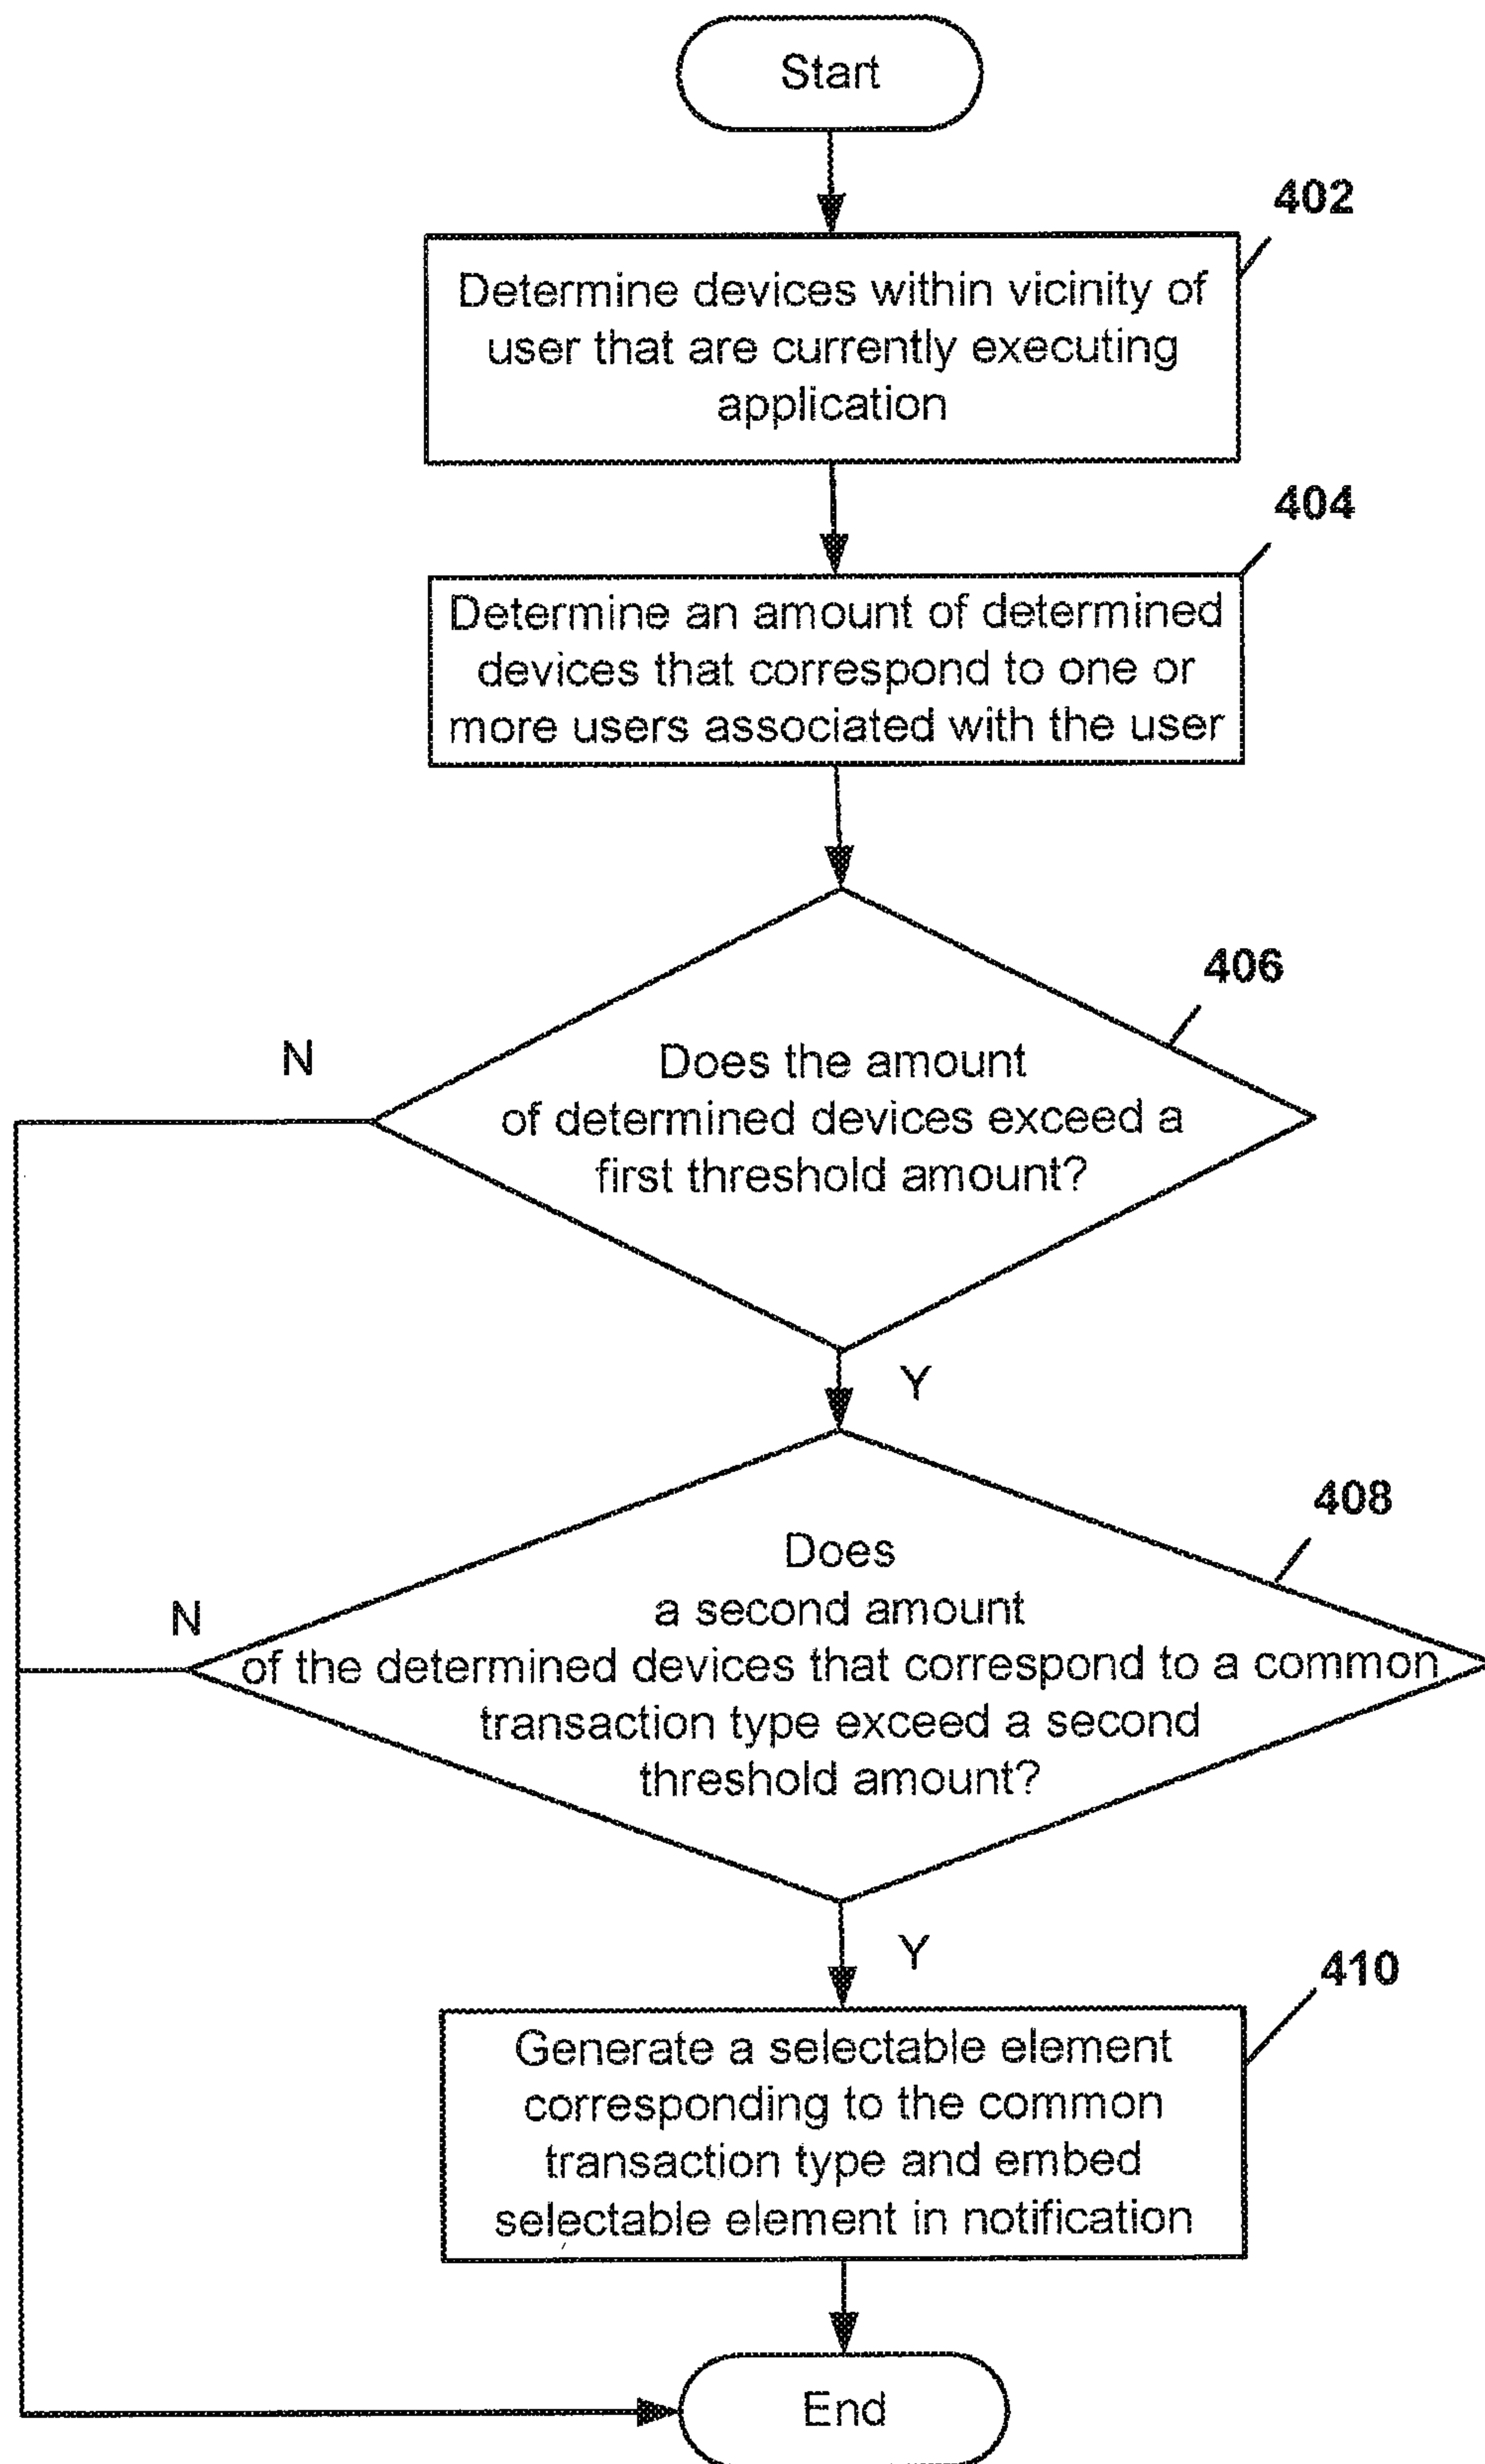 Start
402
Determine devices within vicinity of
user that are currently executing
application
404
Determine an amount of determined
devices that correspond to one or
more users associated with the user
406
N
Does the amount
of determined devices exceed a
first threshold amount?
Y
408
N
Does
a second amount
of the determined devices that correspond to a common
transaction type exceed a second
threshold amount?
Y
410
Generate a selectable element
corresponding to the common
transaction type and embed
selectable element in notification
End